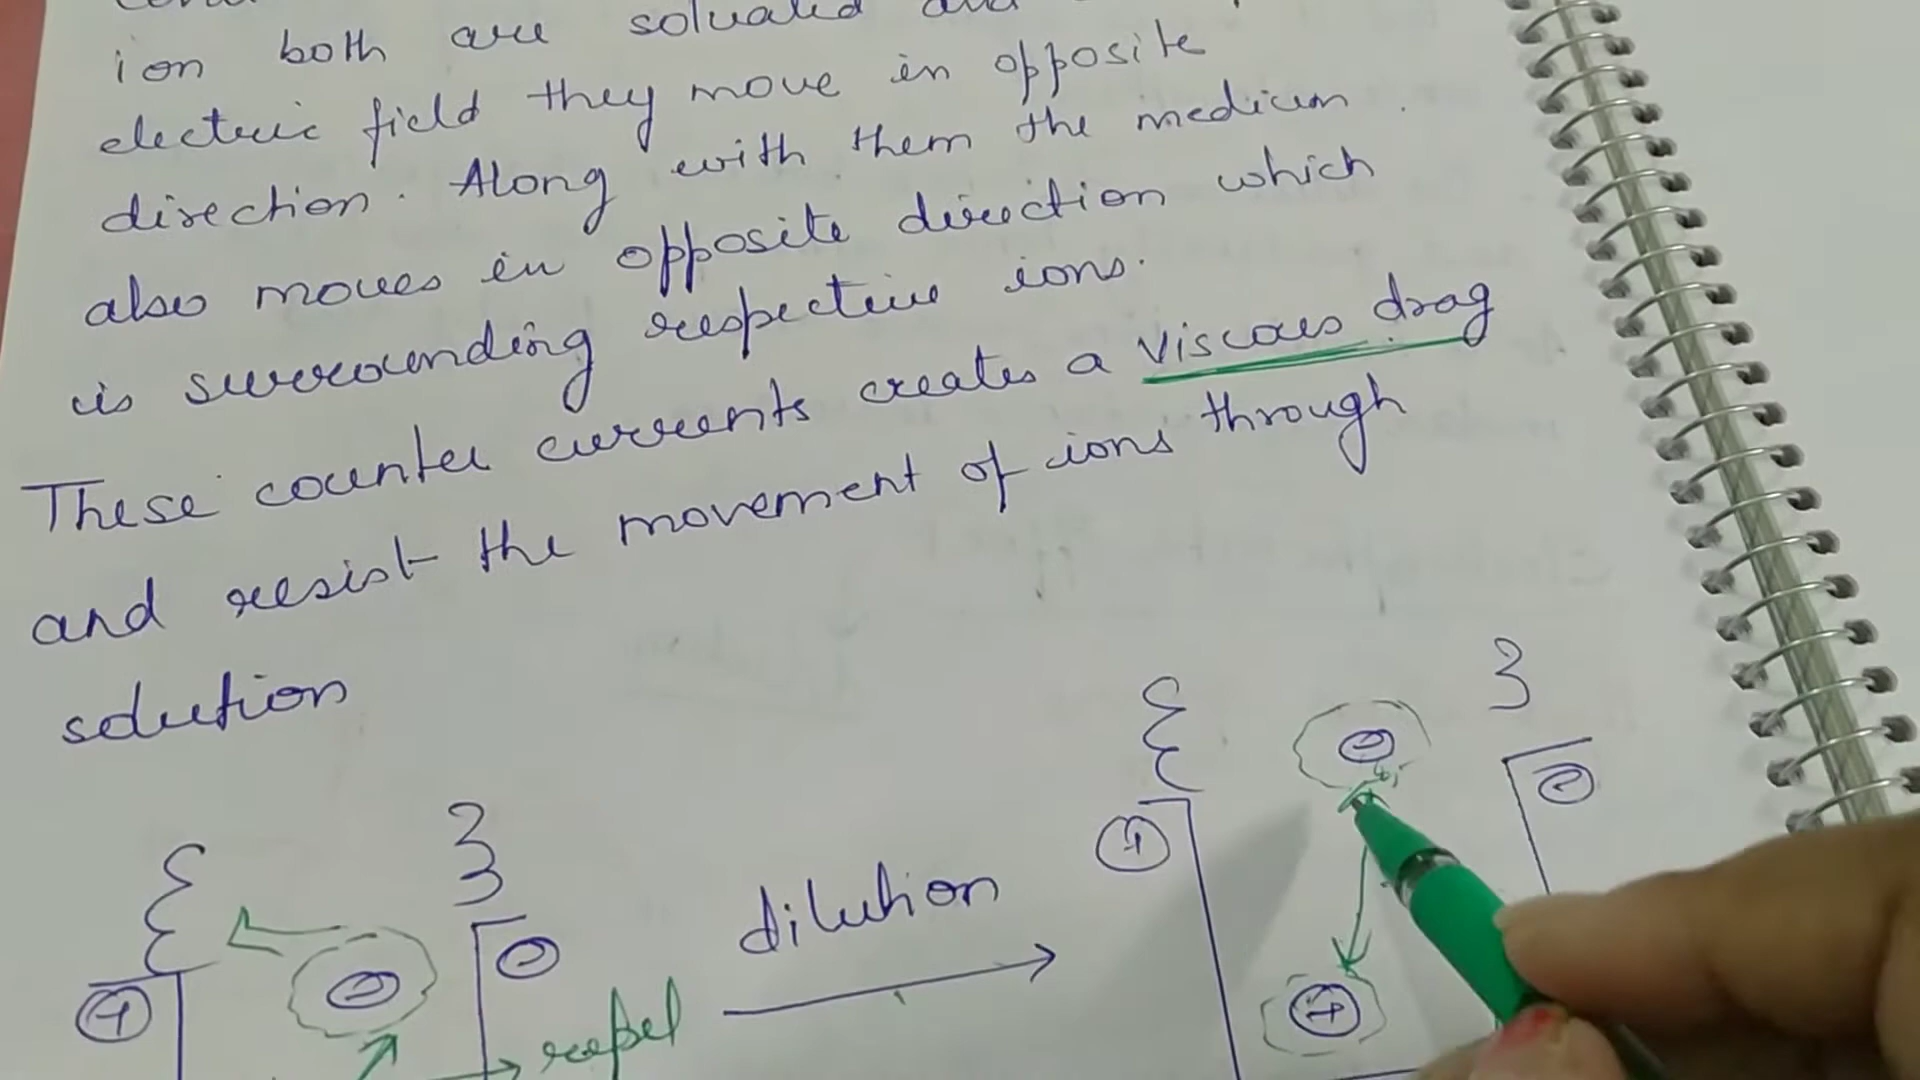 ion both are solvated
electric field they move in opposite
direction. Along with them the medium
also moves in opposite direction which
is surrounding respective ions.
These counter currents creates a viscous drag
and resist the movement of ions through
solution
dilution
repel